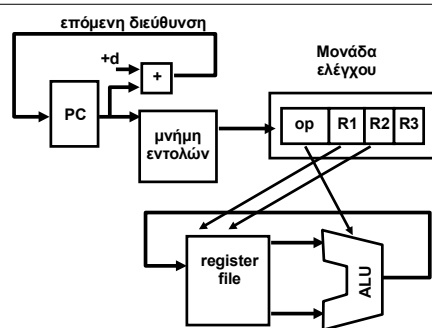 επόμενη διεύθυνση
+d
+
PC
μνήμη
εντολών
Μονάδα
ελέγχου
op R1 R2 R3
register
file
ALU